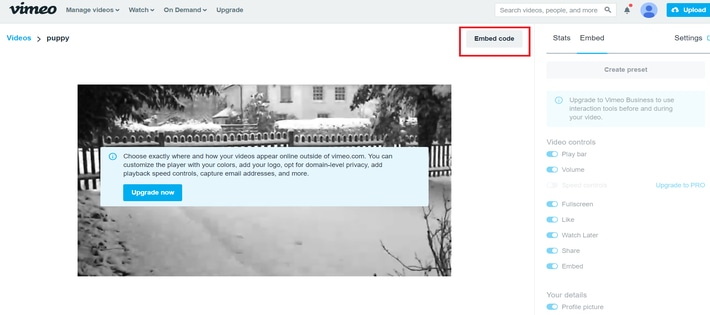 vimeo Manage videos Watch On Demand Upgrade Search videos, people, and more Upload
Videos > puppy
Embed code
Stats Embed Settings
Create preset
Upgrade to Vimeo Business to use
interaction tools before and during
your video.
Choose exactly where and how your videos appear online outside of vimeo.com. You can
customize the player with your colors, add your logo, opt for domain-level privacy, add
playback speed controls, capture email addresses, and more.
Upgrade now
Video controls
Play bar
Volume
Speed controls Upgrade to PRO
Fullscreen
Like
Watch Later
Share
Embed
Your details
Profile picture